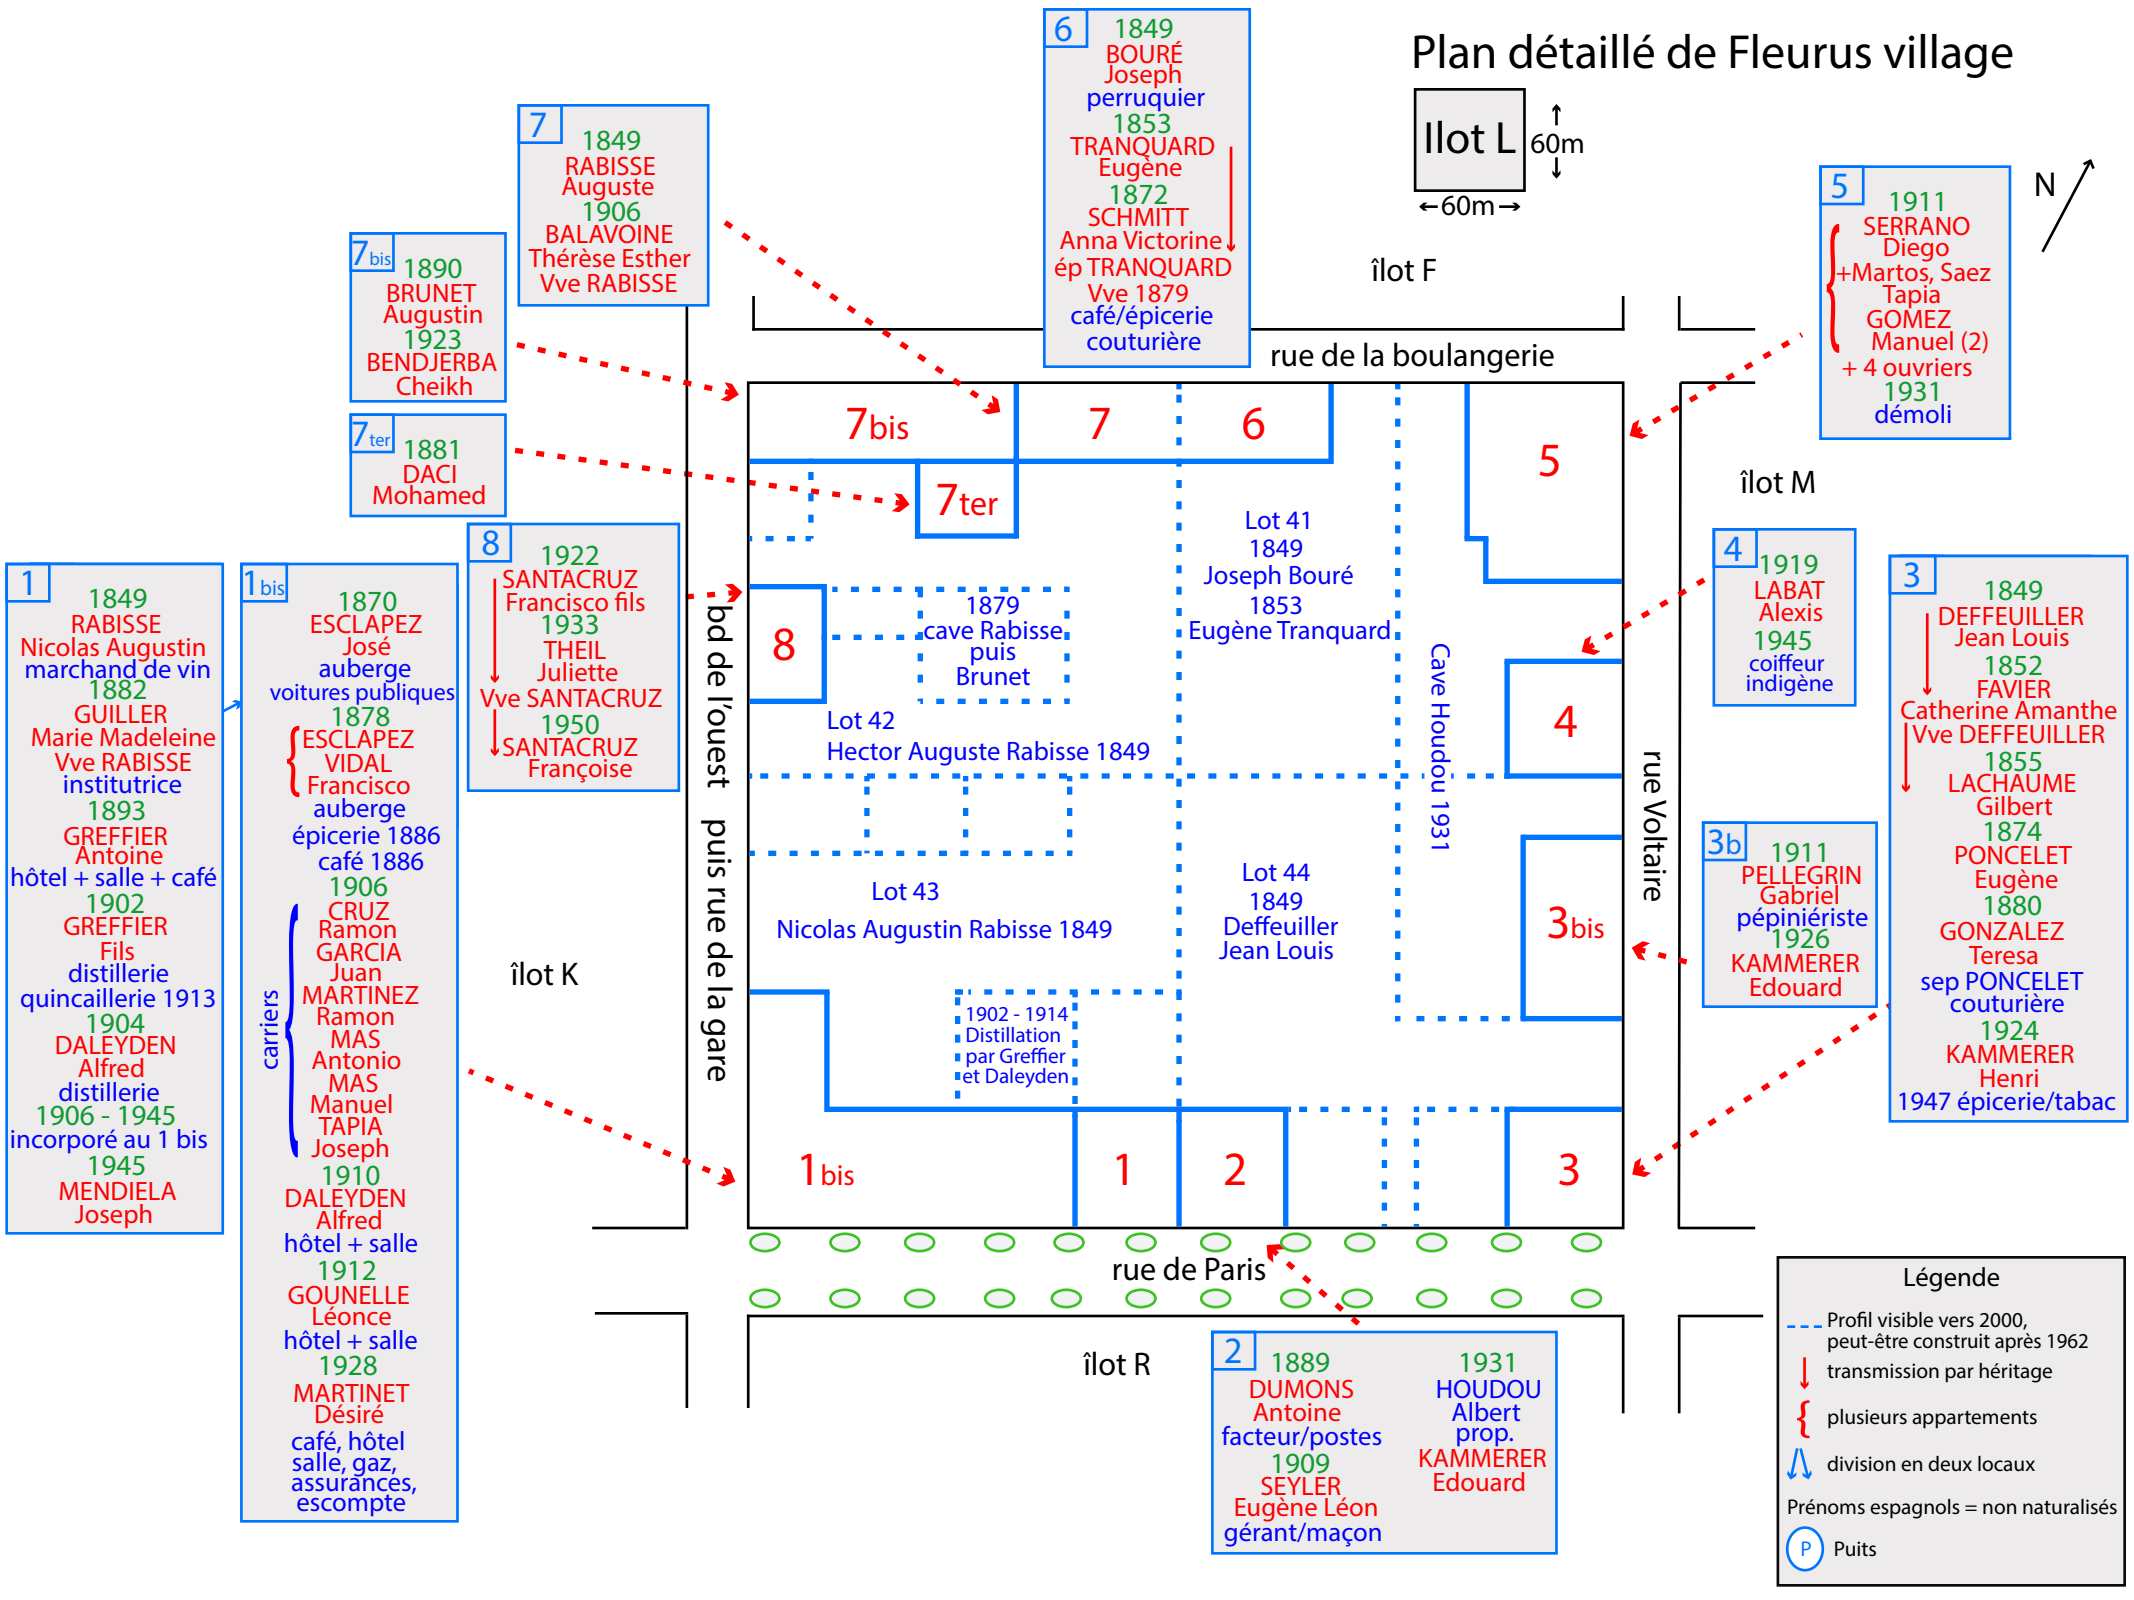 Plan détaillé de Fleurus village
Ilot L
60m
60m
N
6
1849
BOURÉ
Joseph
perruquier
1853
TRANQUARD
Eugène
1872
SCHMITT
Anna Victorine
ép TRANQUARD
Vve 1879
café/épicerie
couturière
7
1849
RABISSE
Auguste
1906
BALAVOINE
Thérèse Esther
Vve RABISSE
7bis
1890
BRUNET
Augustin
1923
BENDJERBA
Cheikh
7ter
1881
DACI
Mohamed
8
1922
SANTACRUZ
Francisco fils
1933
THEIL
Juliette
Vve SANTACRUZ
1950
SANTACRUZ
Françoise
1
1849
RABISSE
Nicolas Augustin
marchand de vin
1882
GUILLER
Marie Madeleine
Vve RABISSE
institutrice
1893
GREFFIER
Antoine
hôtel + salle + café
1902
GREFFIER
Fils
distillerie
quincaillerie 1913
1904
DALEYDEN
Alfred
distillerie
1906 - 1945
incorporé au 1 bis
1945
MENDIELA
Joseph
1bis
1870
ESCLAPEZ
José
auberge
voitures publiques
1878
ESCLAPEZ
VIDAL
Francisco
auberge
épicerie 1886
café 1886
1906
carriers
CRUZ
Ramon
GARCIA
Juan
MARTINEZ
Ramon
MAS
Antonio
MAS
Manuel
TAPIA
Joseph
1910
DALEYDEN
Alfred
hôtel + salle
1912
GOUNELLE
Léonce
hôtel + salle
1928
MARTINET
Désiré
café, hôtel
salle, gaz,
assurances,
escompte
îlot F
rue de la boulangerie
5
1911
SERRANO
Diego
+Martos, Saez
Tapia
GOMEZ
Manuel (2)
+ 4 ouvriers
1931
démoli
îlot M
4
1919
LABAT
Alexis
1945
coiffeur
indigène
3
1849
DEFFEUILLER
Jean Louis
1852
FAVIER
Catherine Amanthe
Vve DEFFEUILLER
1855
LACHAUME
Gilbert
1874
PONCELET
Eugène
1880
GONZALEZ
Teresa
sep PONCELET
couturière
1924
KAMMERER
Henri
1947 épicerie/tabac
3b
1911
PELLEGRIN
Gabriel
pépiniériste
1926
KAMMERER
Edouard
7bis
7
6
5
7ter
8
4
3bis
3
2
1
1bis
Lot 41
1849
Joseph Bouré
1853
Eugène Tranquard
1879
cave Rabisse
puis
Brunet
Lot 42
Hector Auguste Rabisse 1849
Cave Houdou 1931
Lot 43
Nicolas Augustin Rabisse 1849
Lot 44
1849
Deffeuiller
Jean Louis
1902 - 1914
Distillation
par Greffier
et Daleyden
bd de l'ouest puis rue de la gare
rue Voltaire
îlot K
rue de Paris
îlot R
2
1889
DUMONS
Antoine
facteur/postes
1909
SEYLER
Eugène Léon
gérant/maçon
1931
HOUDOU
Albert
prop.
KAMMERER
Edouard
Légende
Profil visible vers 2000,
peut-être construit après 1962
transmission par héritage
plusieurs appartements
division en deux locaux
Prénoms espagnols = non naturalisés
P Puits